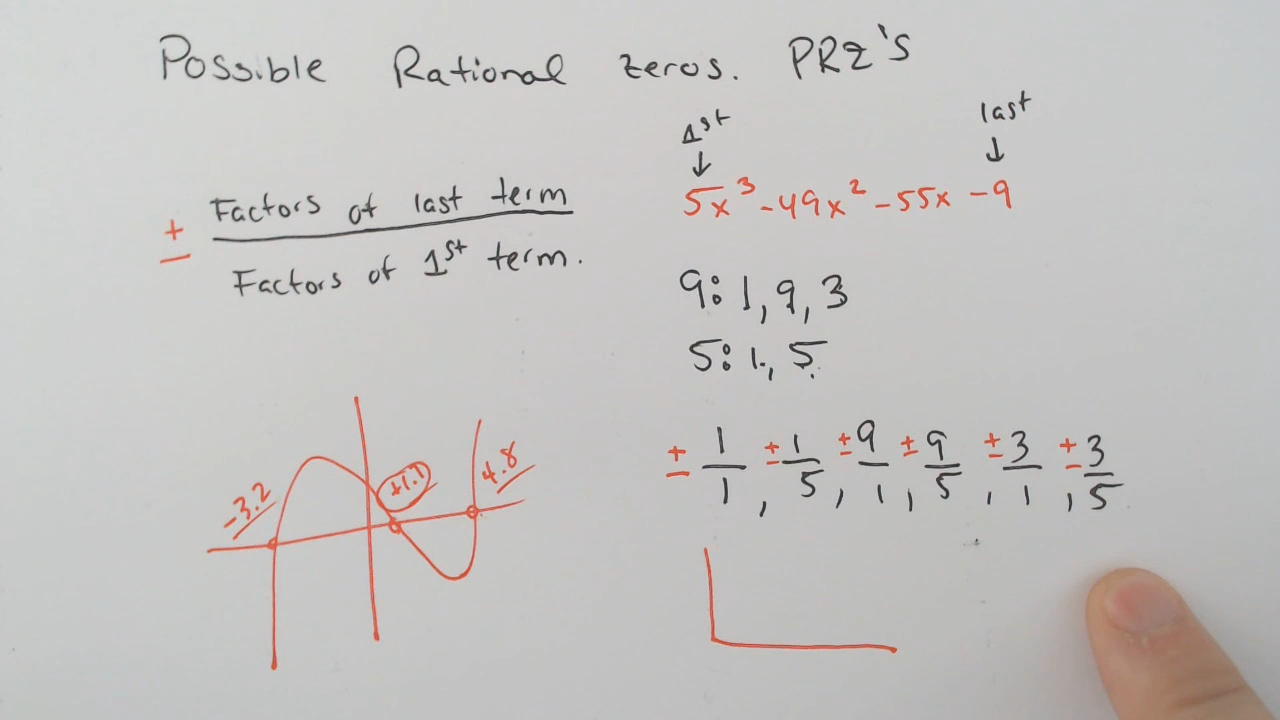 Possible Rational zeros. PRZ's
1st
last
± Factors of last term
Factors of 1st term.
5x³ -49x² -55x -9
9: 1, 9, 3
5: 1, 5
± 1/1, ± 1/5, ± 9/1, ± 9/5, ± 3/1, ± 3/5
-3.2
+1.1
4.8